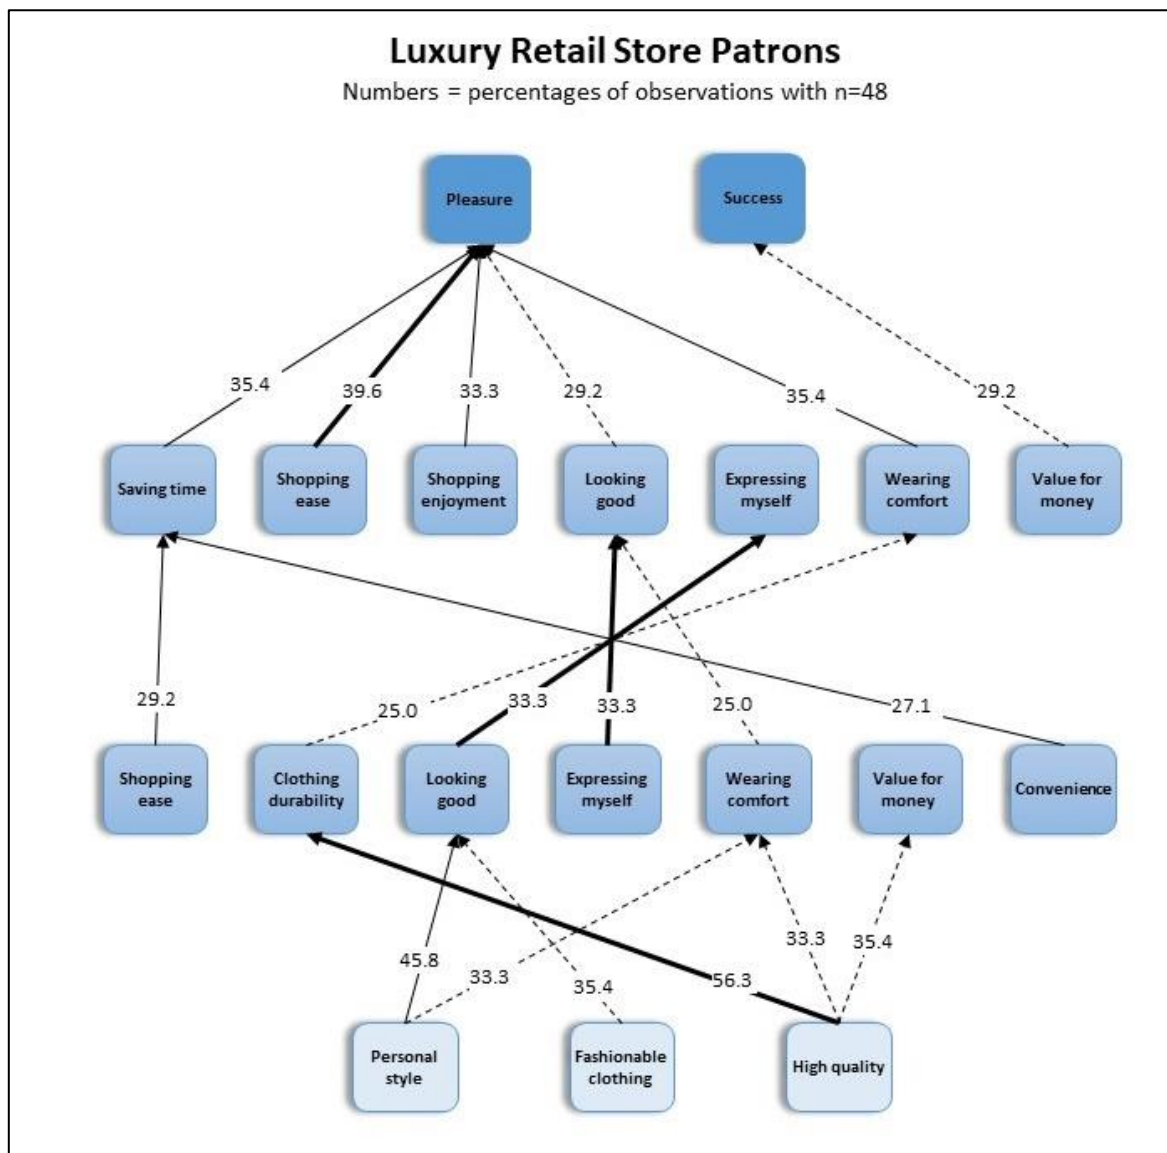 Luxury Retail Store Patrons
Numbers = percentages of observations with n=48
Pleasure
Success
35.4
39.6
33.3
29.2
35.4
29.2
Saving time
Shopping
ease
Shopping
enjoyment
Looking
good
Expressing
myself
Wearing
comfort
Value for
money
29.2
25.0
33.3
33.3
25.0
27.1
Shopping
ease
Clothing
durability
Looking
good
Expressing
myself
Wearing
comfort
Value for
money
Convenience
45.8
33.3
35.4
56.3
33.3
35.4
Personal
style
Fashionable
clothing
High quality